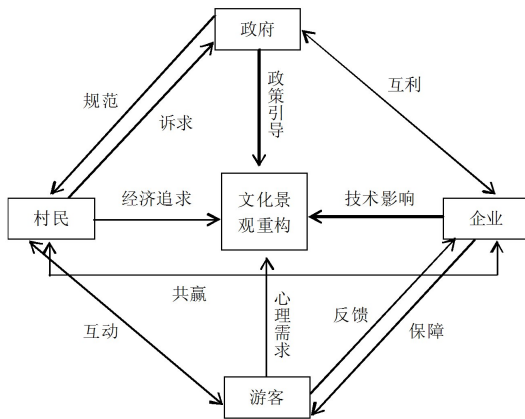 政府
规范
诉求
政策引导
互利
村民
经济追求
文化景
观重构
技术影响
企业
共赢
心理需求
互动
反馈
保障
游客